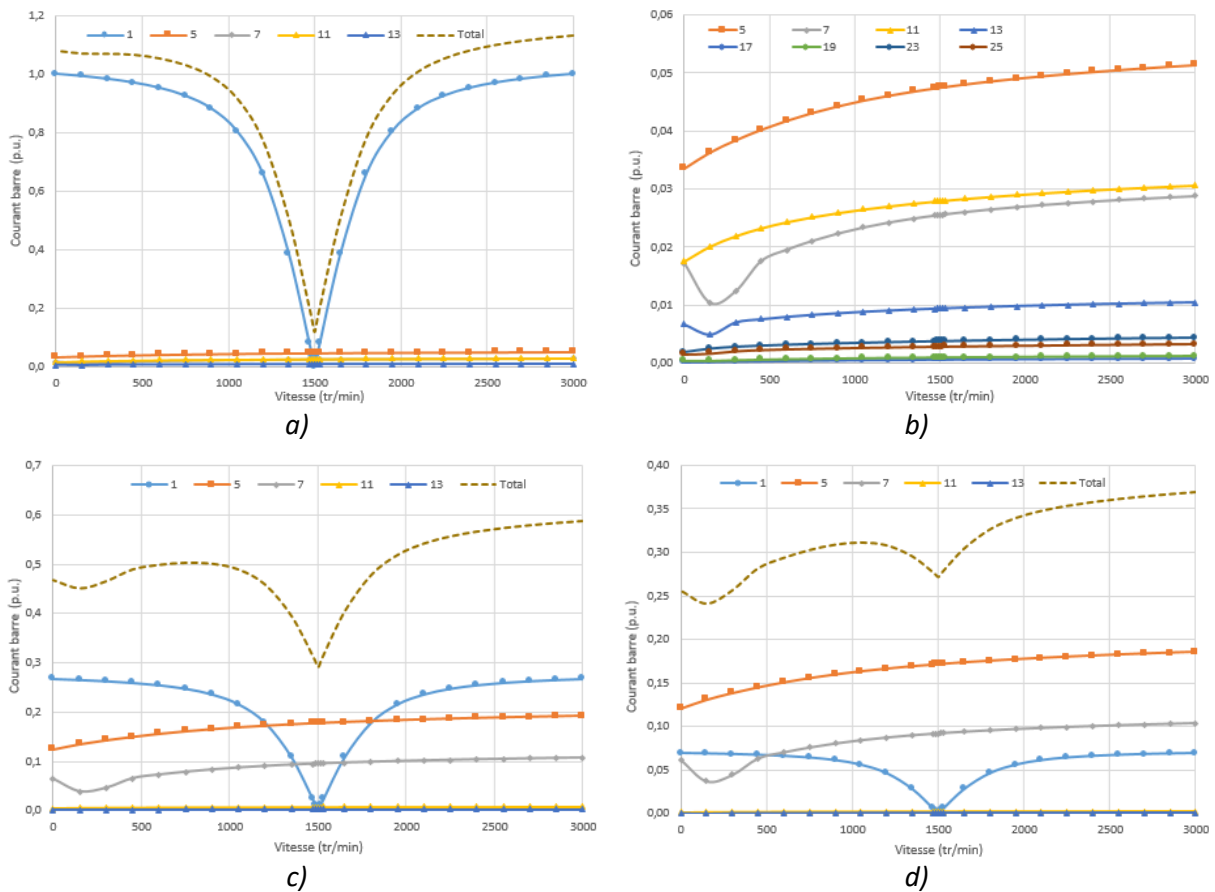 1,2
1 5 7 11 13 Total
1,0
0,8
0,6
0,4
0,2
0,0
Courant barre (p.u.)
0 500 1000 1500 2000 2500 3000
Vitesse (tr/min)
a)
0,06
5 7 11 13
17 19 23 25
0,05
0,04
0,03
0,02
0,01
0,00
Courant barre (p.u.)
0 500 1000 1500 2000 2500 3000
Vitesse (tr/min)
b)
0,7
1 5 7 11 13 Total
0,6
0,5
0,4
0,3
0,2
0,1
0,0
Courant barre (p.u.)
0 500 1000 1500 2000 2500 3000
Vitesse (tr/min)
c)
0,40
1 5 7 11 13 Total
0,35
0,30
0,25
0,20
0,15
0,10
0,05
0,00
Courant barre (p.u.)
0 500 1000 1500 2000 2500 3000
Vitesse (tr/min)
d)